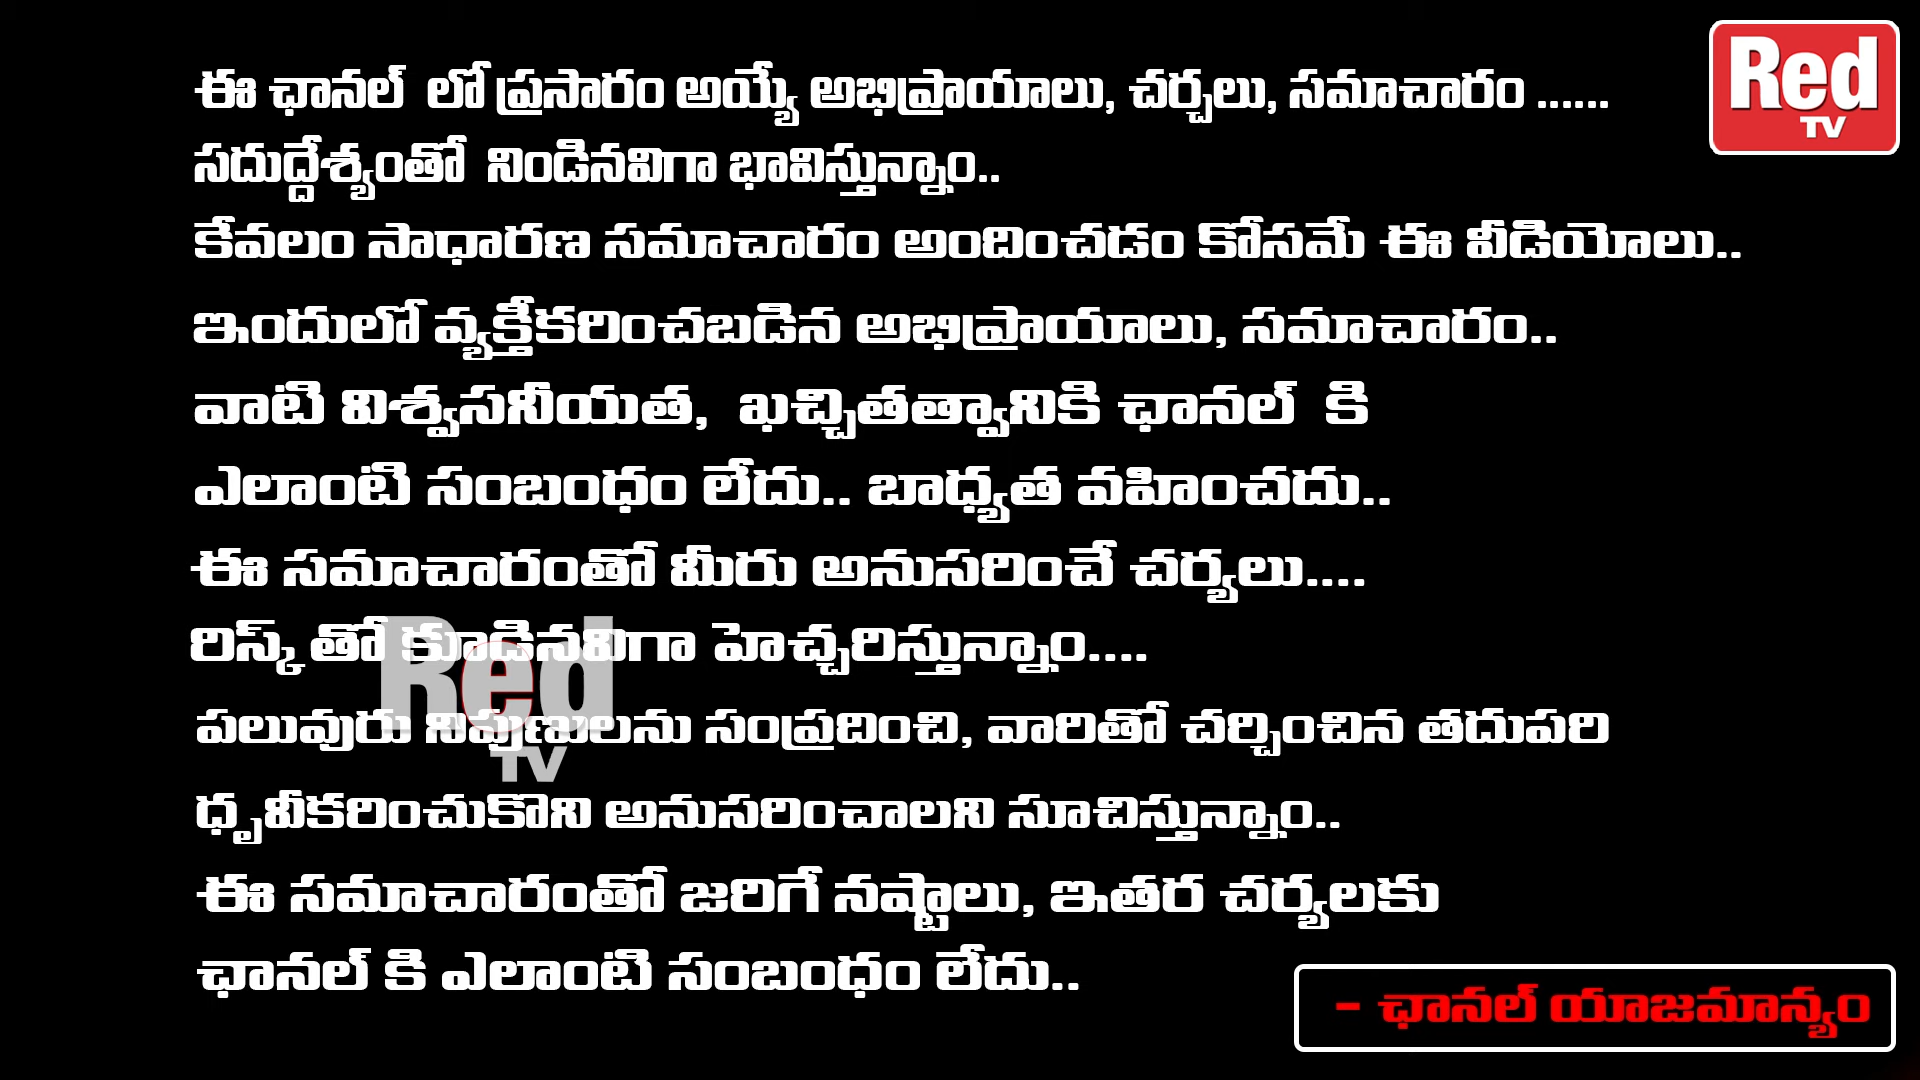 ఈ ఛానల్ లో ప్రసారం అయ్యే అభిప్రాయాలు, చర్చలు, సమాచారం ......
సదుద్దేశ్యంతో నిండినవిగా భావిస్తున్నాం..
కేవలం సాధారణ సమాచారం అందించడం కోసమే ఈ వీడియోలు..
ఇందులో వ్యక్తీకరించబడిన అభిప్రాయాలు, సమాచారం..
వాటి విశ్వసనీయత, ఖచ్చితత్వానికి ఛానల్ కి
ఎలాంటి సంబంధం లేదు.. బాధ్యత వహించదు..
ఈ సమాచారంతో మీరు అనుసరించే చర్యలు....
రిస్క్ తో కూడినవిగా హెచ్చరిస్తున్నాం....
పలువురు నిపుణులను సంప్రదించి, వారితో చర్చించిన తదుపరి
ధృవీకరించుకొని అనుసరించాలని సూచిస్తున్నాం..
ఈ సమాచారంతో జరిగే నష్టాలు, ఇతర చర్యలకు
ఛానల్ కి ఎలాంటి సంబంధం లేదు..
- ఛానల్ యాజమాన్యం
Red
TV
Red
TV